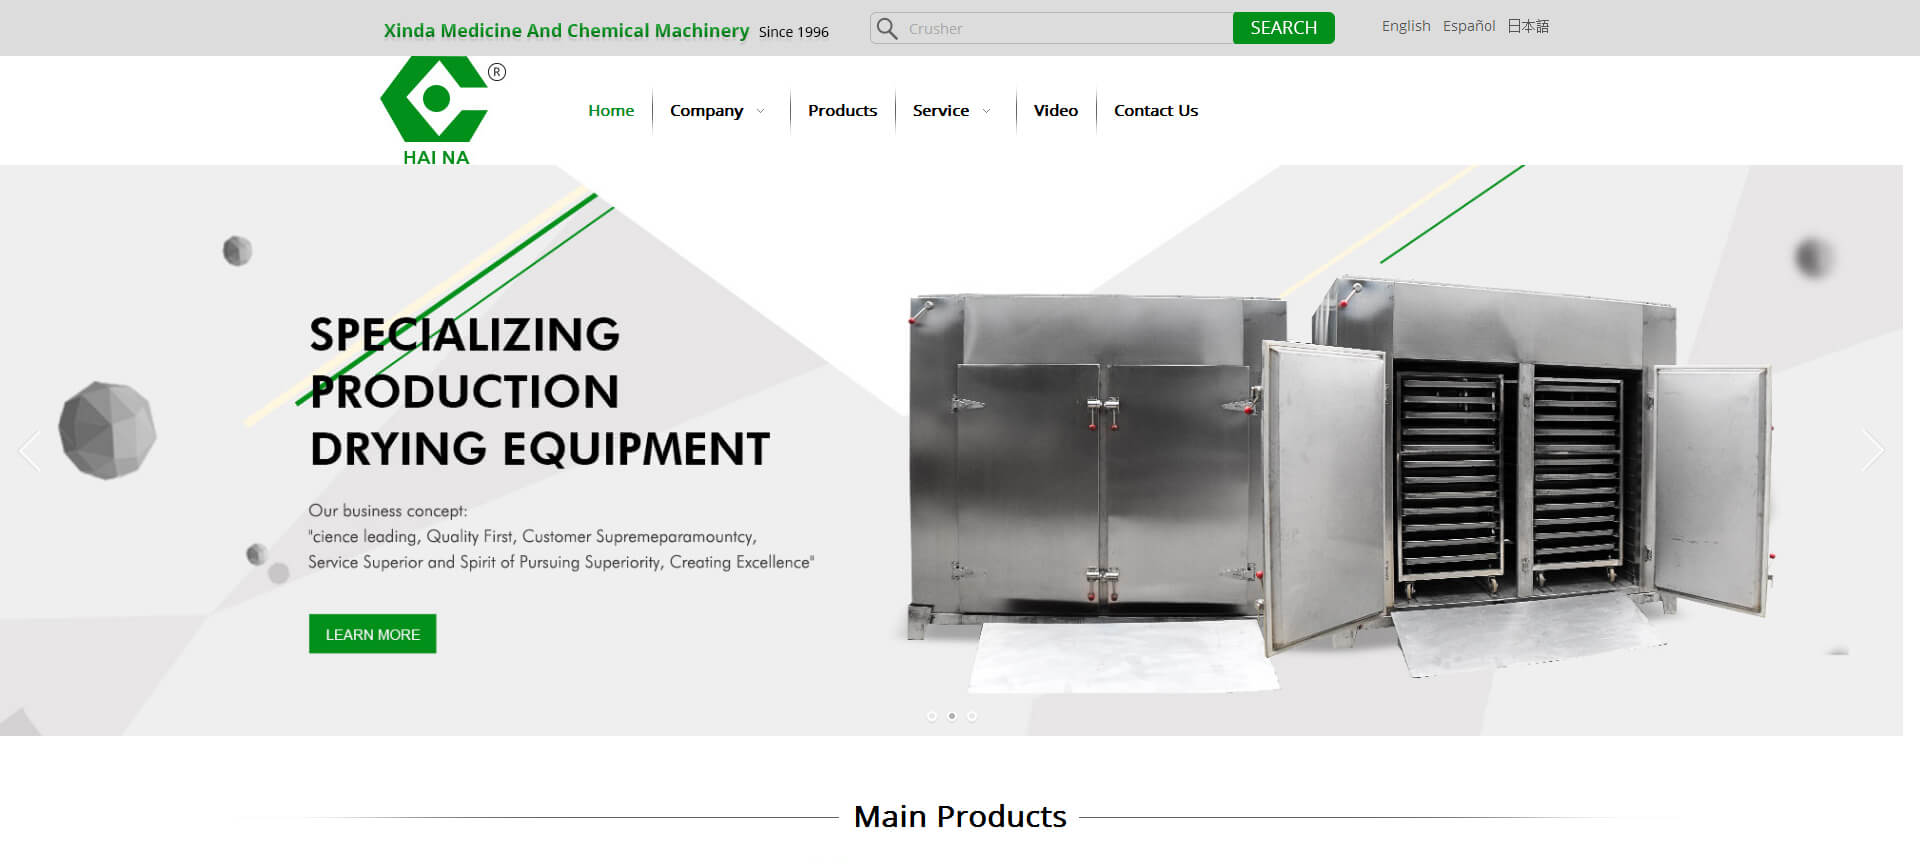 Xinda Medicine And Chemical Machinery Since 1996
Crusher
SEARCH
English Español 日本語
®
HAI NA
Home Company Products Service Video Contact Us
SPECIALIZING
PRODUCTION
DRYING EQUIPMENT
Our business concept:
"cience leading, Quality First, Customer Supremeparamountcy,
Service Superior and Spirit of Pursuing Superiority, Creating Excellence"
LEARN MORE
Main Products